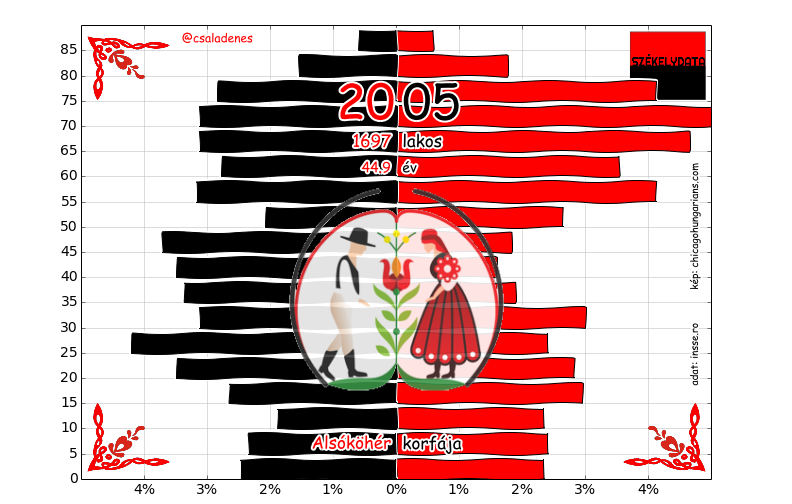 @csaladenes
SZÉKELYDATA
2005
1697 lakos
44.9 év
kép: chicagohungarians.com
adat: insse.ro
Alsóköhér korfája
85
80
75
70
65
60
55
50
45
40
35
30
25
20
15
10
5
0
4% 3% 2% 1% 0% 1% 2% 3% 4%